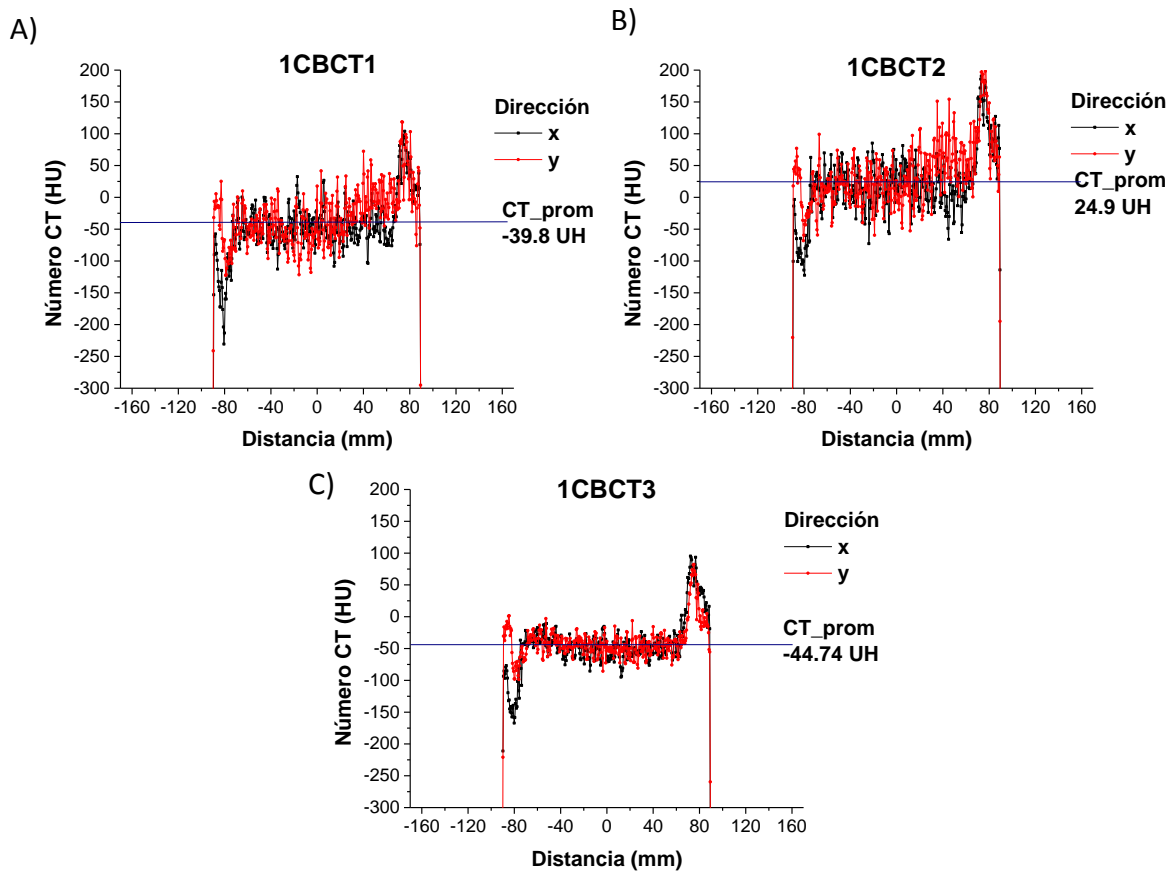 A)
1CBCT1
200
150
100
50
0
-50
-100
-150
-200
-250
-300
Número CT (HU)
-160 -120 -80 -40 0 40 80 120 160
Distancia (mm)
Dirección
x
y
CT_prom
-39.8 UH
B)
1CBCT2
200
150
100
50
0
-50
-100
-150
-200
-250
-300
Número CT (HU)
-160 -120 -80 -40 0 40 80 120 160
Distancia (mm)
Dirección
x
y
CT_prom
24.9 UH
C)
1CBCT3
200
150
100
50
0
-50
-100
-150
-200
-250
-300
Número CT (HU)
-160 -120 -80 -40 0 40 80 120 160
Distancia (mm)
Dirección
x
y
CT_prom
-44.74 UH